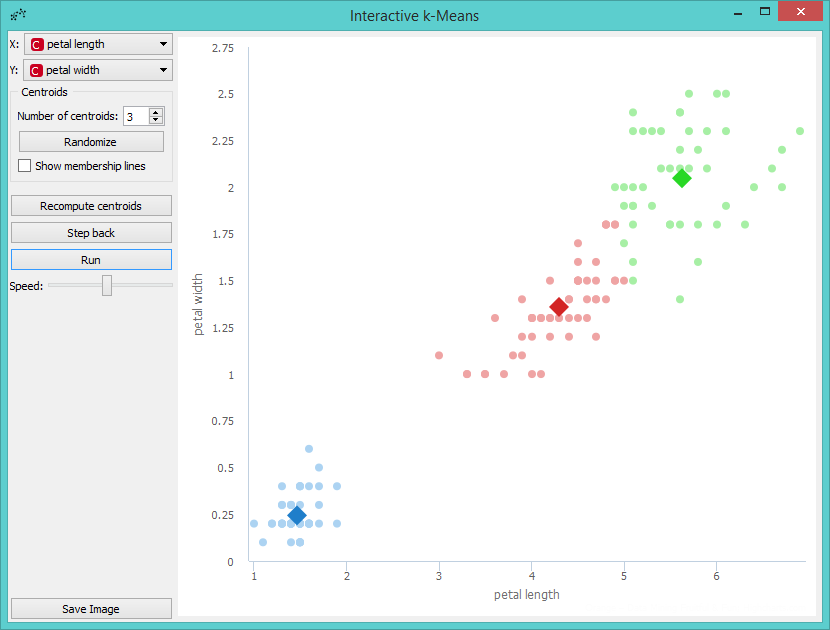 Interactive k-Means
X: C petal length
Y: C petal width
Centroids
Number of centroids: 3
Randomize
Show membership lines
Recompute centroids
Step back
Run
Speed:
Save Image
2.75
2.5
2.25
2
1.75
1.5
1.25
1
0.75
0.5
0.25
0
petal width
1 2 3 4 5 6
petal length